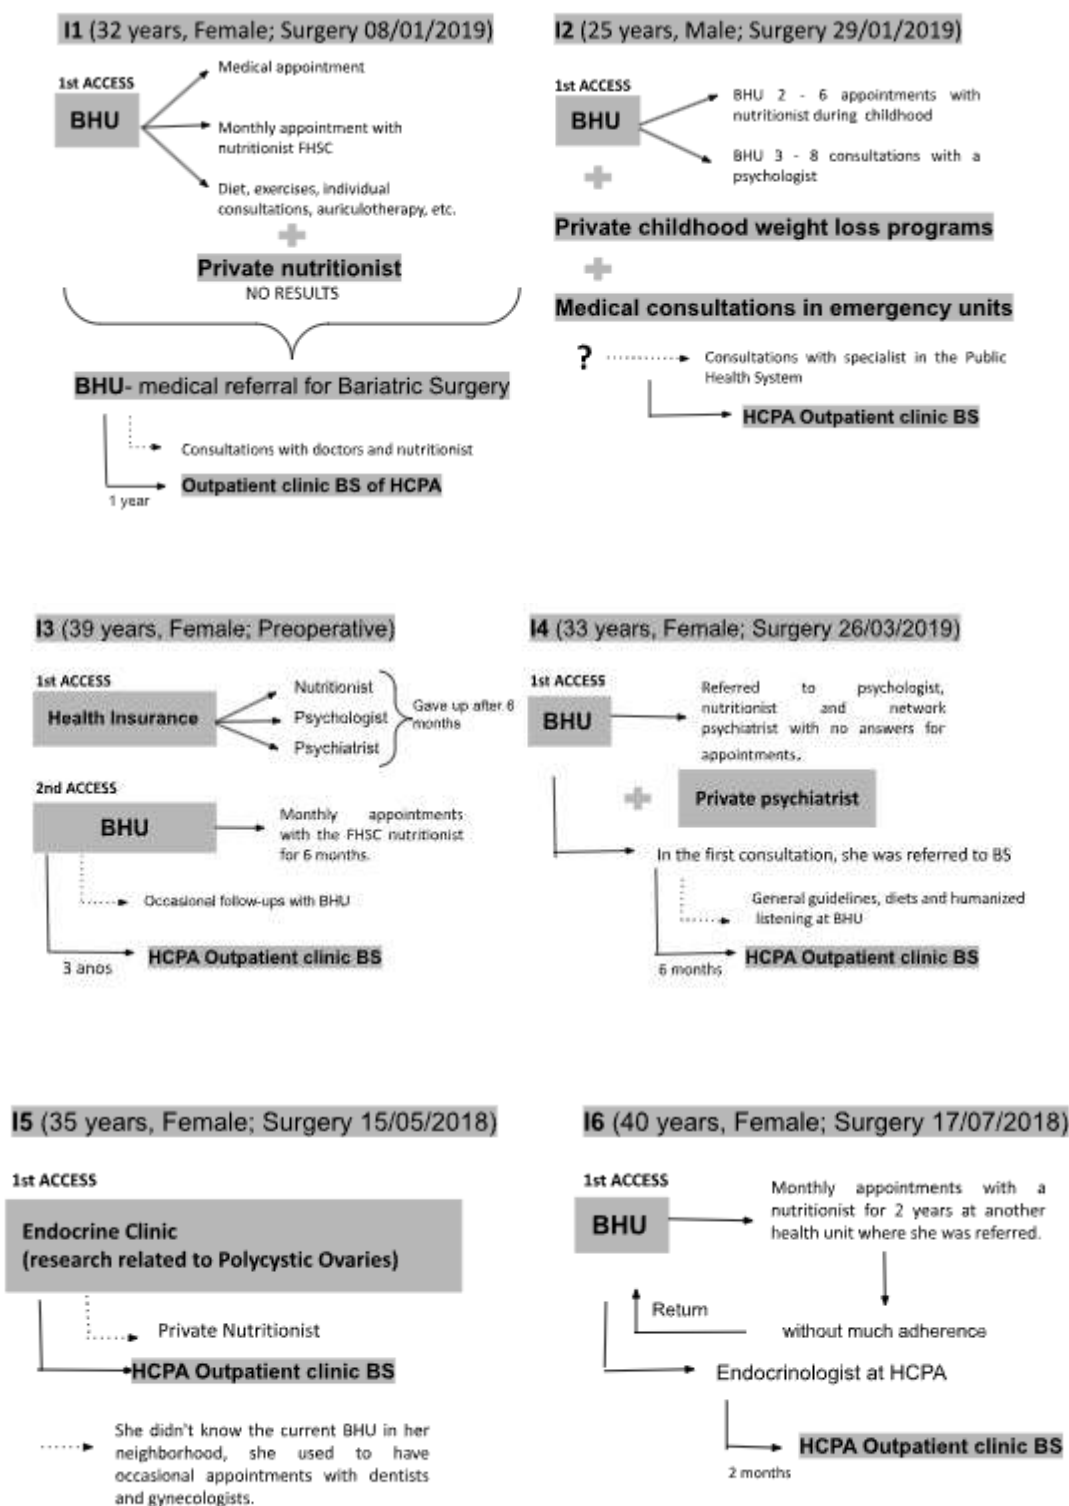 I1 (32 years, Female; Surgery 08/01/2019)
1st ACCESS
BHU
Medical appointment
Monthly appointment with
nutritionist FHSC
Diet, exercises, individual
consultations, auriculotherapy, etc.
Private nutritionist
NO RESULTS
BHU- medical referral for Bariatric Surgery
Consultations with doctors and nutritionist
Outpatient clinic BS of HCPA
1 year
I2 (25 years, Male; Surgery 29/01/2019)
1st ACCESS
BHU
BHU 2 - 6 appointments with
nutritionist during childhood
BHU 3 - 8 consultations with a
psychologist
Private childhood weight loss programs
Medical consultations in emergency units
?
Consultations with specialist in the Public
Health System
HCPA Outpatient clinic BS
I3 (39 years, Female; Preoperative)
1st ACCESS
Health Insurance
Nutritionist
Psychologist
Psychiatrist
Gave up after 6
months
2nd ACCESS
BHU
Monthly appointments
with the FHSC nutritionist
for 6 months.
Occasional follow-ups with BHU
HCPA Outpatient clinic BS
3 anos
I4 (33 years, Female; Surgery 26/03/2019)
1st ACCESS
BHU
Referred to psychologist,
nutritionist and network
psychiatrist with no answers for
appointments.
Private psychiatrist
In the first consultation, she was referred to BS
General guidelines, diets and humanized
listening at BHU
HCPA Outpatient clinic BS
6 months
I5 (35 years, Female; Surgery 15/05/2018)
1st ACCESS
Endocrine Clinic
(research related to Polycystic Ovaries)
Private Nutritionist
HCPA Outpatient clinic BS
She didn't know the current BHU in her
neighborhood, she used to have
occasional appointments with dentists
and gynecologists.
I6 (40 years, Female; Surgery 17/07/2018)
1st ACCESS
BHU
Monthly appointments with a
nutritionist for 2 years at another
health unit where she was referred.
Return
without much adherence
Endocrinologist at HCPA
HCPA Outpatient clinic BS
2 months